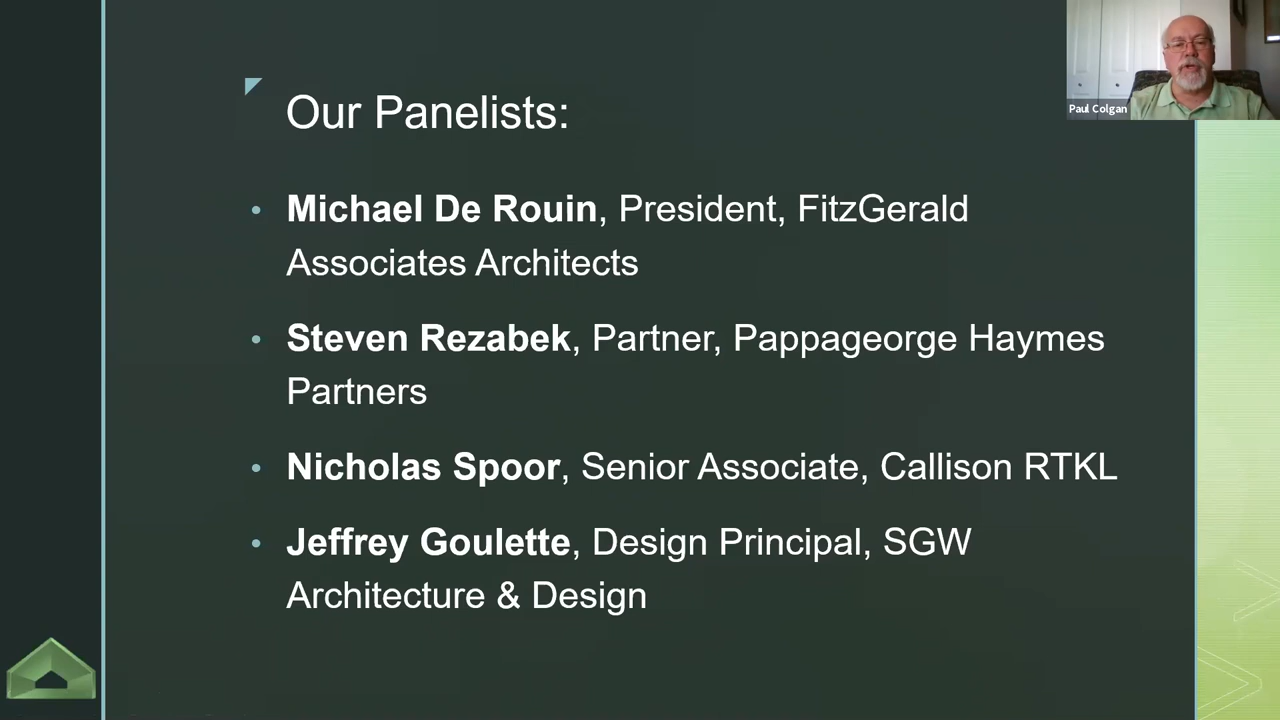 Paul Colgan
Our Panelists:
• Michael De Rouin, President, FitzGerald
Associates Architects
• Steven Rezabek, Partner, Pappageorge Haymes
Partners
• Nicholas Spoor, Senior Associate, Callison RTKL
• Jeffrey Goulette, Design Principal, SGW
Architecture & Design